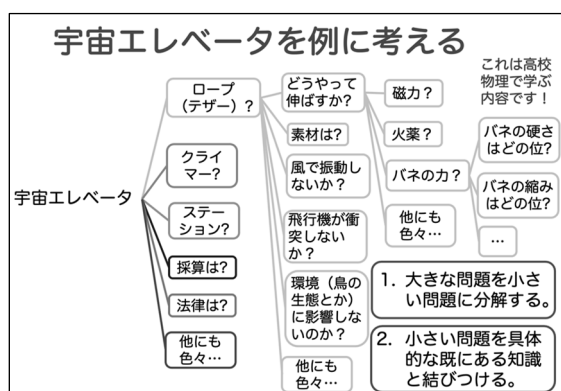 宇宙エレベータを例に考える
これは高校
物理で学ぶ
内容です！
宇宙エレベータ
ロープ
（テザー）？
クライ
マー?
ステー
ション?
採算は?
法律は?
他にも
色々…
どうやって
伸ばすか?
素材は?
風で振動し
ないか？
飛行機が衝
突しない
か？
環境（鳥の
生態とか）
に影響しな
いのか？
他にも
色々…
磁力？
火薬？
バネの力？
他にも
色々…
バネの硬さ
はどの位?
バネの縮み
はどの位?
…
1. 大きな問題を小さ
い問題に分解する。
2. 小さい問題を具体
的な既にある知識
と結びつける。